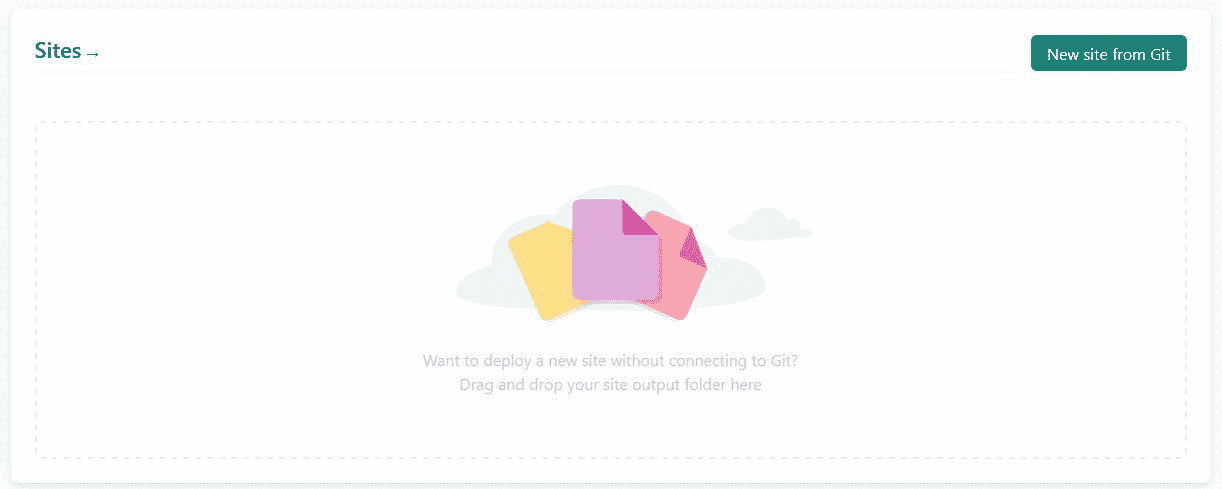 Sites →
New site from Git
Want to deploy a new site without connecting to Git?
Drag and drop your site output folder here